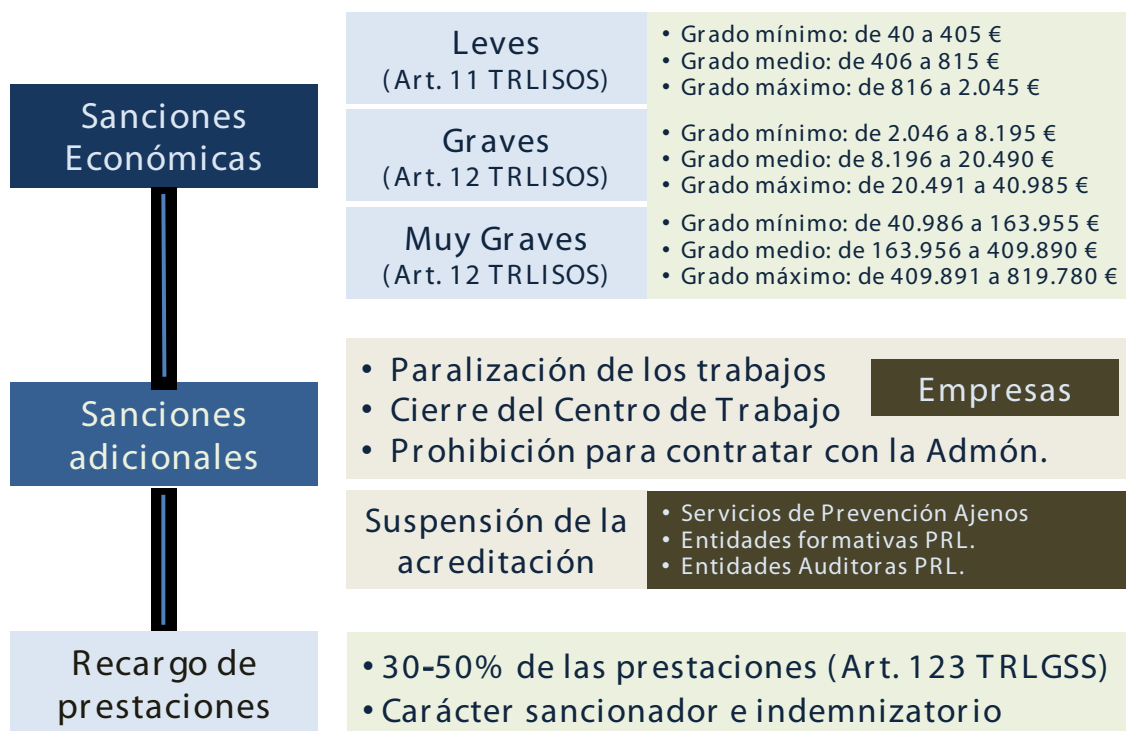 Sanciones
Económicas
Leves
(Art. 11 TRLISOS)
• Grado mínimo: de 40 a 405 €
• Grado medio: de 406 a 815 €
• Grado máximo: de 816 a 2.045 €
Graves
(Art. 12 TRLISOS)
• Grado mínimo: de 2.046 a 8.195 €
• Grado medio: de 8.196 a 20.490 €
• Grado máximo: de 20.491 a 40.985 €
Muy Graves
(Art. 12 TRLISOS)
• Grado mínimo: de 40.986 a 163.955 €
• Grado medio: de 163.956 a 409.890 €
• Grado máximo: de 409.891 a 819.780 €
Sanciones
adicionales
• Paralización de los trabajos
• Cierre del Centro de Trabajo
• Prohibición para contratar con la Admón.
Empresas
Suspensión de la
acreditación
• Servicios de Prevención Ajenos
• Entidades formativas PRL.
• Entidades Auditoras PRL.
Recargo de
prestaciones
• 30-50% de las prestaciones (Art. 123 TRLGSS)
• Carácter sancionador e indemnizatorio